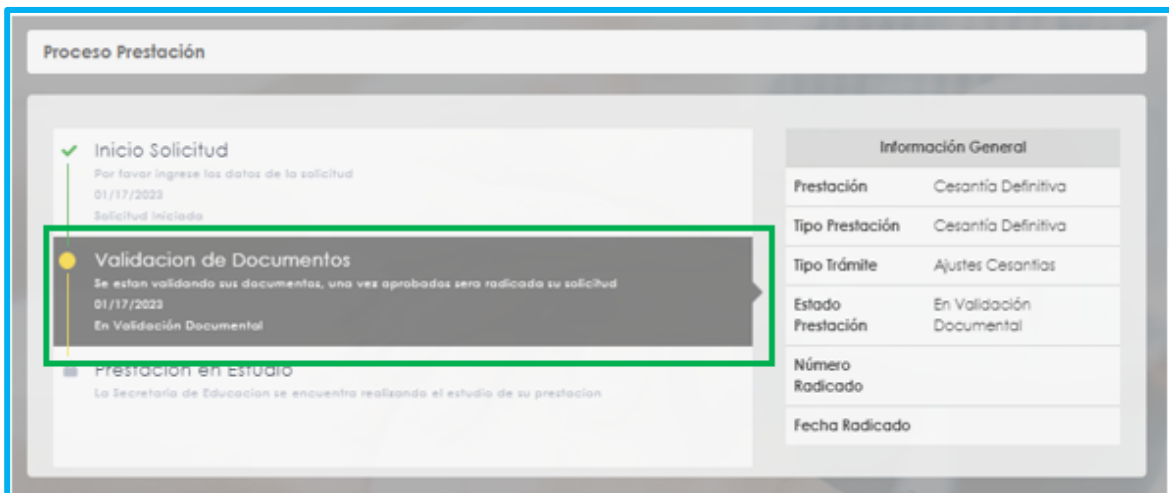 Proceso Prestación
Inicio Solicitud
Por favor ingrese los datos de la solicitud
01/17/2023
Solicitud Iniciada
Validacion de Documentos
Se estan validando sus documentos, una vez aprobados sera radicada su solicitud
01/17/2023
En Validación Documental
Prestacion en Estudio
La Secretaria de Educacion se encuentra realizando el estudio de su prestacion
Información General
Prestación Cesantía Definitiva
Tipo Prestación Cesantía Definitiva
Tipo Trámite Ajustes Cesantias
Estado En Validación
Prestación Documental
Número
Radicado
Fecha Radicado